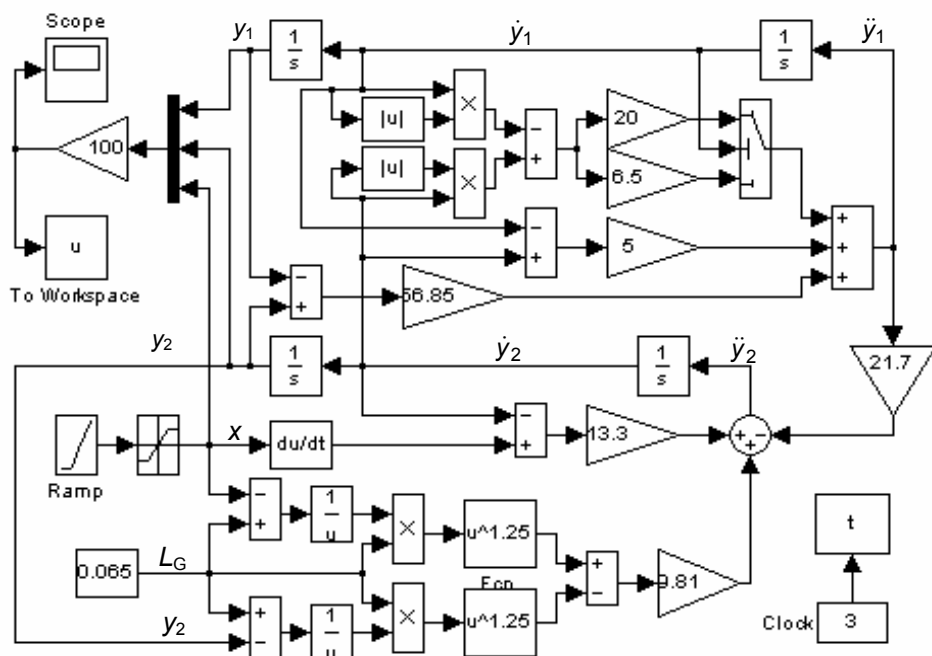 Scope
y₁
1
s
ẏ₁
1
s
ÿ₁
|u|
×
−
+
20
100
|u|
×
6.5
u
To Workspace
−
+
5
+
+
+
−
+
56.85
y₂
1
s
ẏ₂
1
s
ÿ₂
21.7
Ramp
x
du/dt
−
+
13.3
+
+
−
−
+
1
u
×
u^1.25
+
−
9.81
t
0.065
L_G
Fcn
y₂
+
−
1
u
×
u^1.25
Clock
3